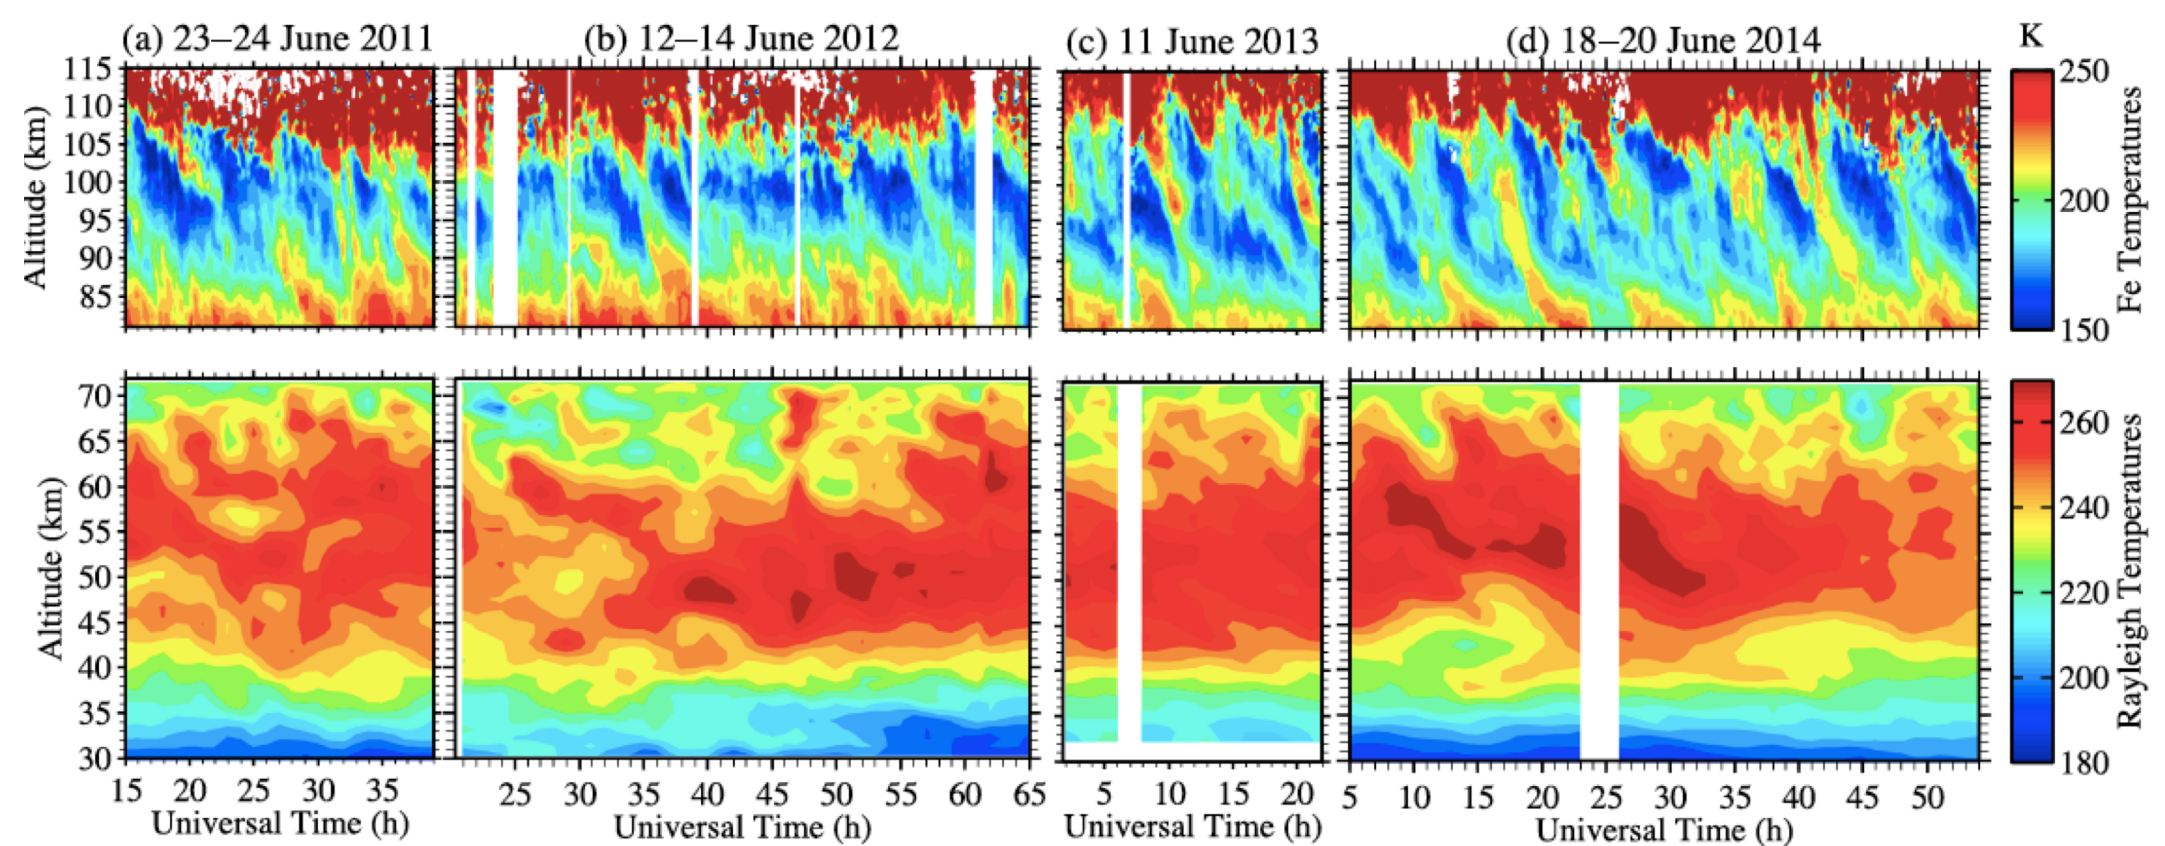 (a) 23–24 June 2011
(b) 12–14 June 2012
(c) 11 June 2013
(d) 18–20 June 2014
K
115
110
105
100
95
90
85
Altitude (km)
250
200
150
Fe Temperatures
70
65
60
55
50
45
40
35
30
Altitude (km)
260
240
220
200
180
Rayleigh Temperatures
15 20 25 30 35
25 30 35 40 45 50 55 60 65
5 10 15 20
5 10 15 20 25 30 35 40 45 50
Universal Time (h)
Universal Time (h)
Universal Time (h)
Universal Time (h)